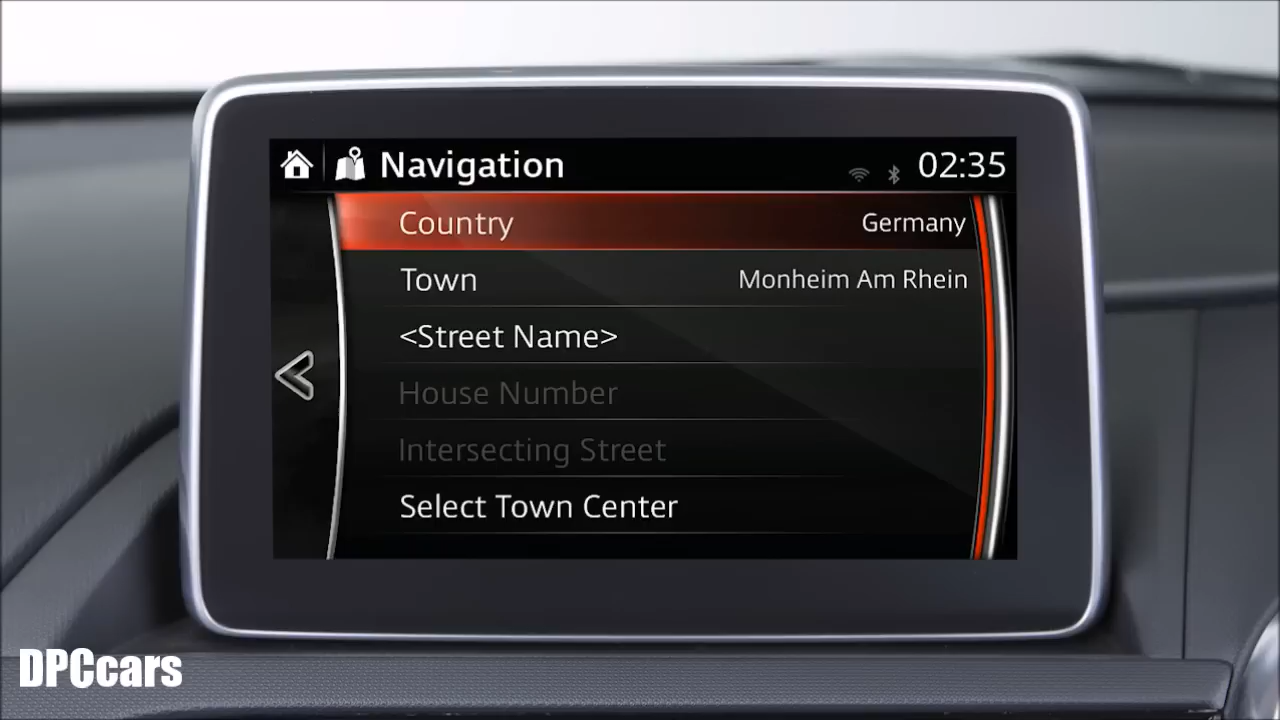 Navigation 02:35
Country Germany
Town Monheim Am Rhein
<Street Name>
House Number
Intersecting Street
Select Town Center
DPCcars